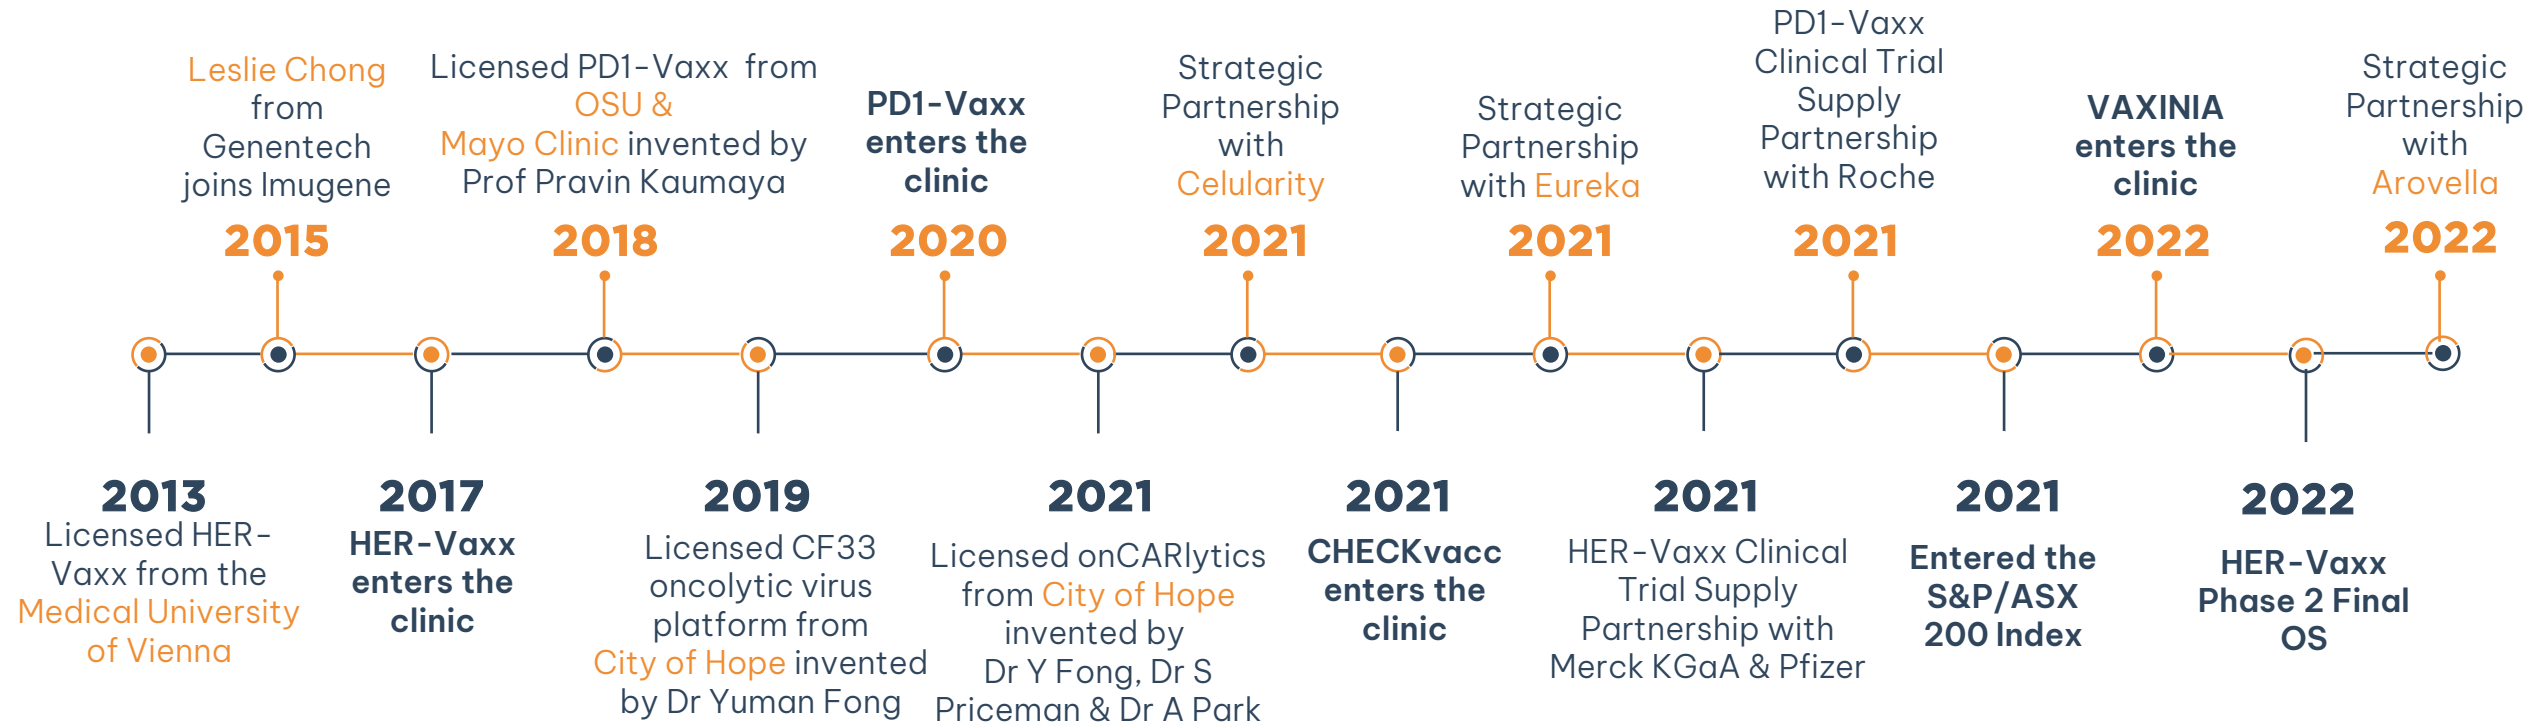 Leslie Chong
from
Genentech
joins Imugene
2015
Licensed PD1-Vaxx from
OSU &
Mayo Clinic invented by
Prof Pravin Kaumaya
2018
PD1-Vaxx
enters the
clinic
2020
Strategic
Partnership
with
Celularity
2021
Strategic
Partnership
with Eureka
2021
PD1-Vaxx
Clinical Trial
Supply
Partnership
with Roche
2021
VAXINIA
enters the
clinic
2022
Strategic
Partnership
with
Arovella
2022
2013
Licensed HER-
Vaxx from the
Medical University
of Vienna
2017
HER-Vaxx
enters the
clinic
2019
Licensed CF33
oncolytic virus
platform from
City of Hope invented
by Dr Yuman Fong
2021
Licensed onCARlytics
from City of Hope
invented by
Dr Y Fong, Dr S
Priceman & Dr A Park
2021
CHECKvacc
enters the
clinic
2021
HER-Vaxx Clinical
Trial Supply
Partnership with
Merck KGaA & Pfizer
2021
Entered the
S&P/ASX
200 Index
2022
HER-Vaxx
Phase 2 Final
OS